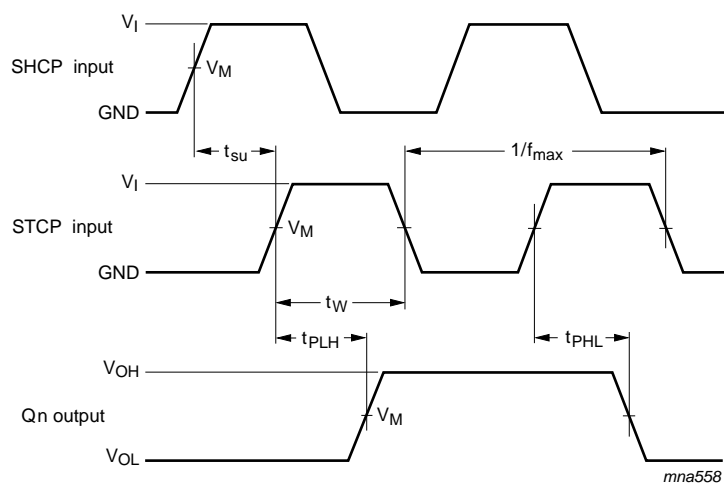 VI
SHCP input
VM
GND
tsu
1/fmax
VI
STCP input
VM
GND
tW
tPLH
tPHL
VOH
Qn output
VM
VOL
mna558